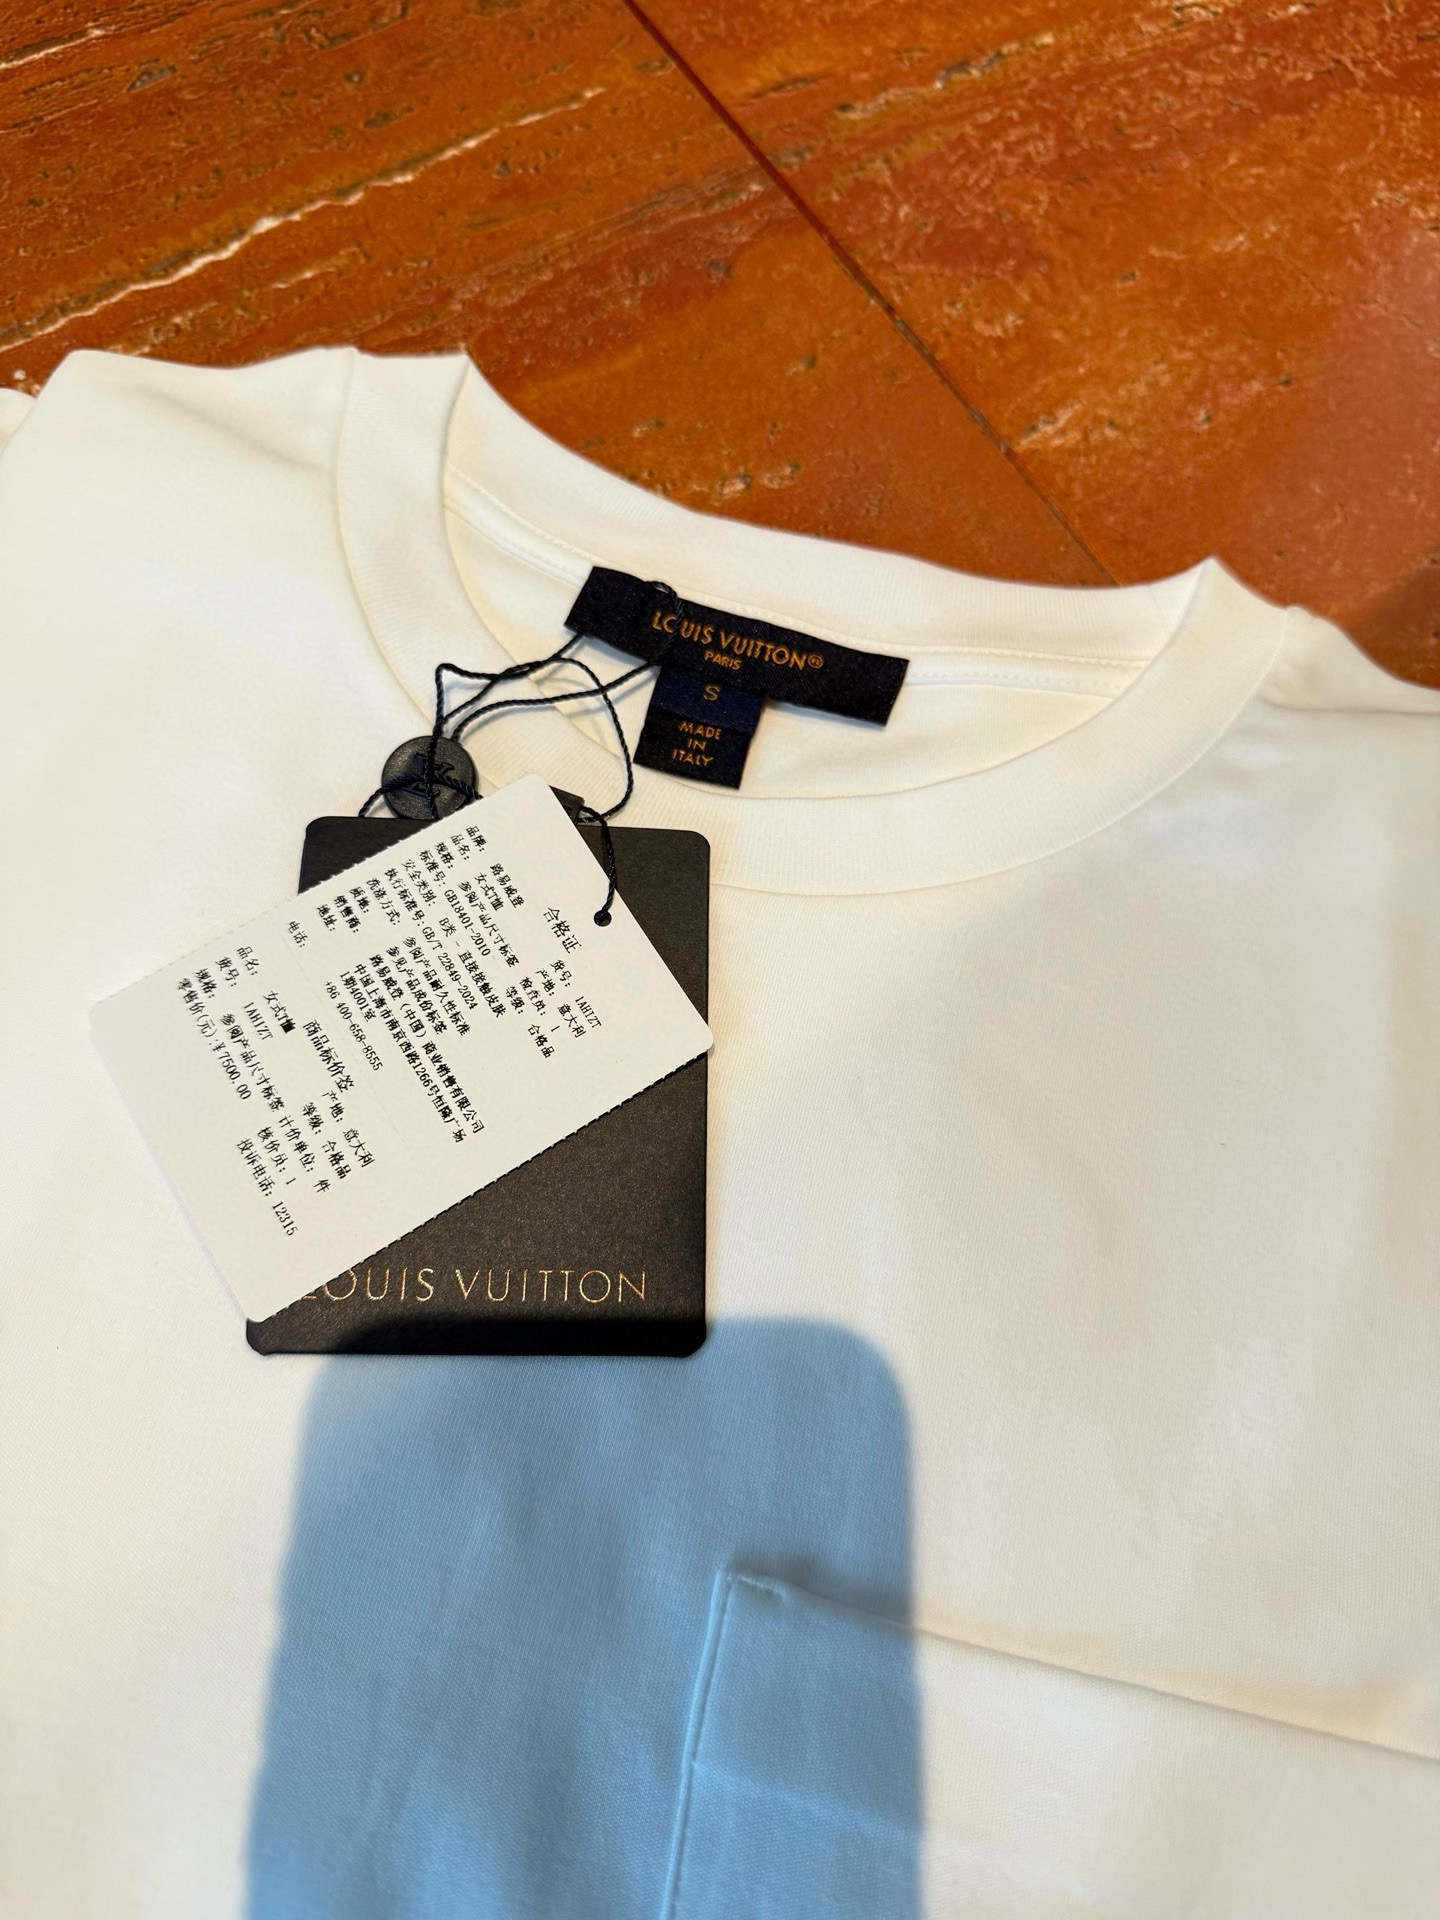 LOUIS VUITTON®
PARIS
S
MADE
IN
ITALY
合格证
品牌: 路易威登 货号: 1AHIZT
品名: 女式T恤 产地: 意大利
规格: 参阅产品尺寸标签 检查员: 1
标准号: GB18401-2010 等级: 合格品
安全类别: B类 - 直接接触皮肤
执行标准号: GB/T 22849-2024
洗涤方式: 参阅产品耐久性标签
质地: 参见产品成份标签
销售商: 路易威登(中国)商业销售有限公司
地址: 中国上海市南京西路1266号恒隆广场
1期4001室
电话: +86 400-658-8555
商品标价签
品名: 女式T恤 产地: 意大利
货号: 1AHIZT 等级: 合格品
规格: 参阅产品尺寸标签 计价单位: 件
零售价(元):¥7500.00 核价员: 1
投诉电话: 12315
LOUIS VUITTON